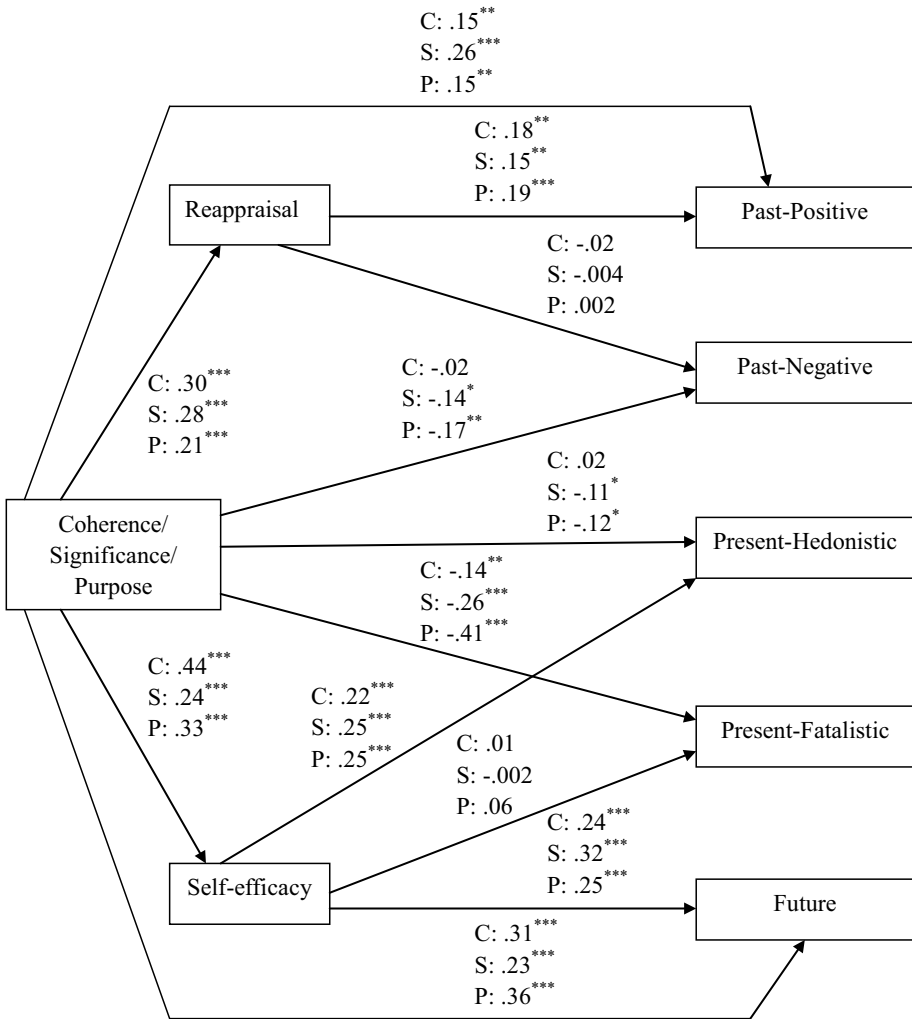 C: .15**
S: .26***
P: .15**
C: .18**
S: .15**
P: .19***
Reappraisal
Past-Positive
C: -.02
S: -.004
P: .002
Past-Negative
C: -.02
S: -.14*
P: -.17**
C: .30***
S: .28***
P: .21***
C: .02
S: -.11*
P: -.12*
Coherence/
Significance/
Purpose
Present-Hedonistic
C: -.14**
S: -.26***
P: -.41***
C: .44***
S: .24***
P: .33***
C: .22***
S: .25***
P: .25***
Present-Fatalistic
C: .01
S: -.002
P: .06
C: .24***
S: .32***
P: .25***
Self-efficacy
Future
C: .31***
S: .23***
P: .36***